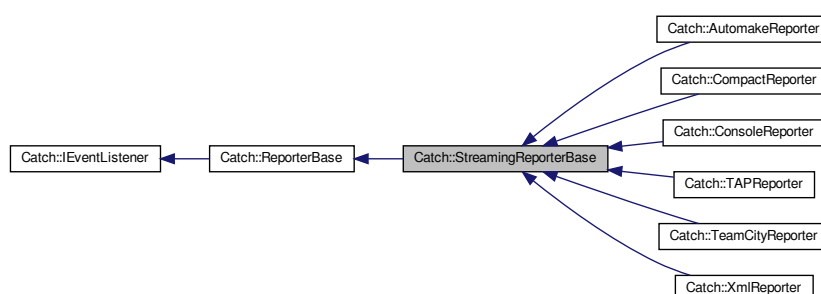 Catch::AutomakeReporter
Catch::CompactReporter
Catch::ConsoleReporter
Catch::IEventListener
Catch::ReporterBase
Catch::StreamingReporterBase
Catch::TAPReporter
Catch::TeamCityReporter
Catch::XmlReporter